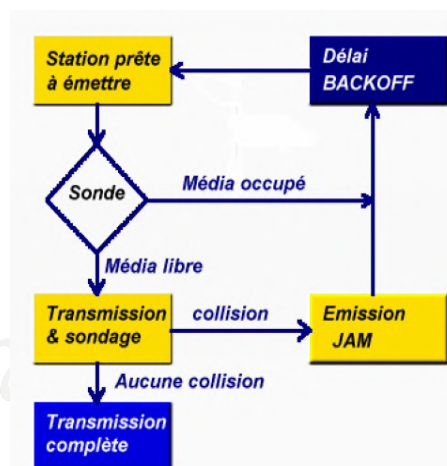 Station prête
à émettre
Délai
BACKOFF
Sonde
Média occupé
Média libre
Transmission
& sondage
collision
Emission
JAM
Aucune collision
Transmission
complète